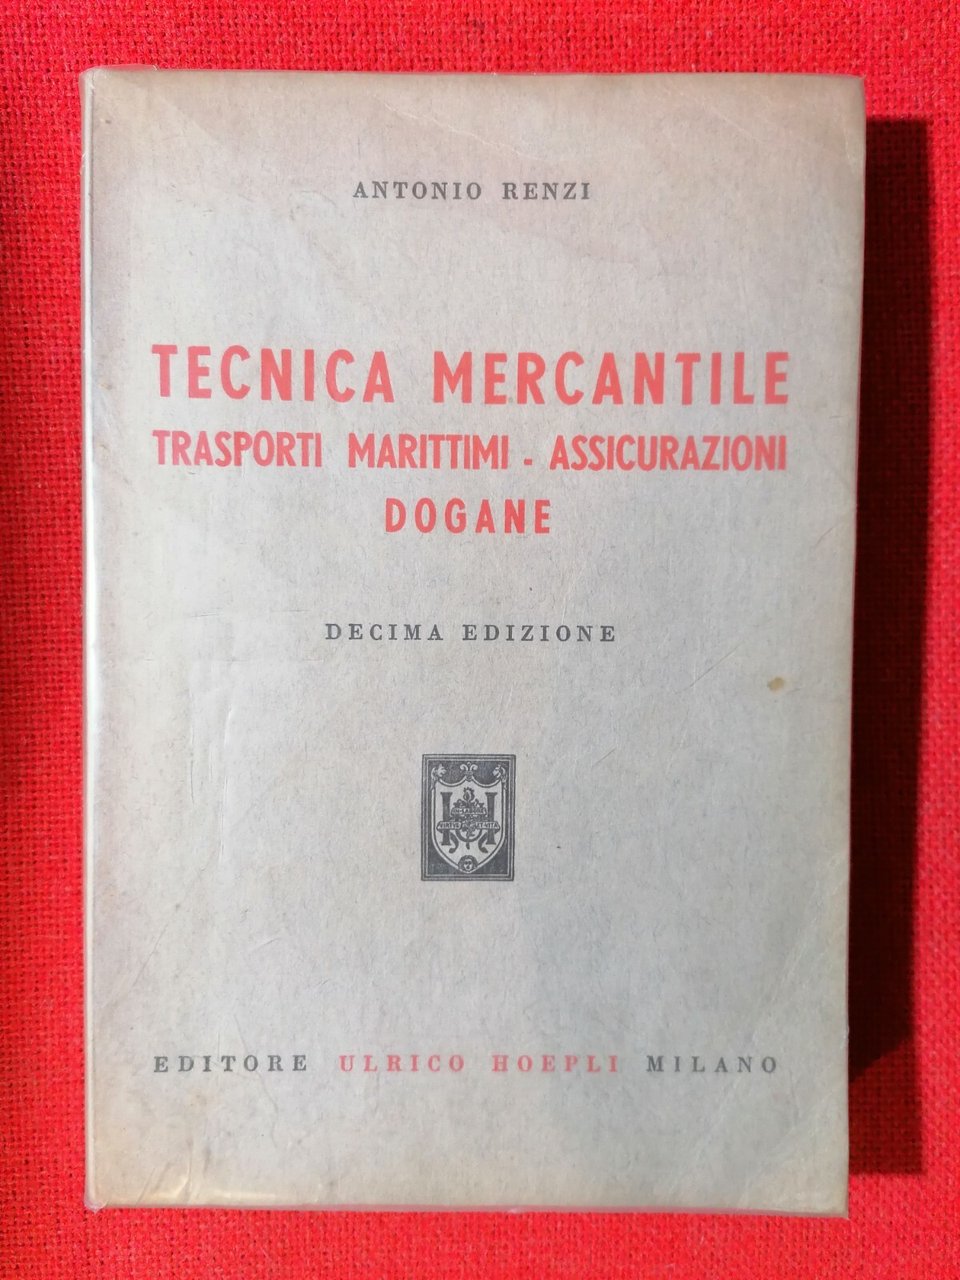 ANTONIO RENZI
TECNICA MERCANTILE
TRASPORTI MARITTIMI - ASSICURAZIONI
DOGANE
DECIMA EDIZIONE
EDITORE ULRICO HOEPLI MILANO